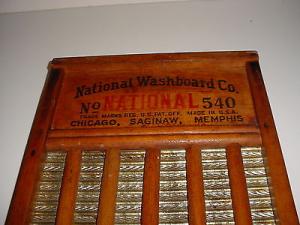 National Washboard Co.
No NATIONAL 540
TRADE MARKS REG. U.S. PAT. OFF. MADE IN U.S.A.
CHICAGO, SAGINAW, MEMPHIS